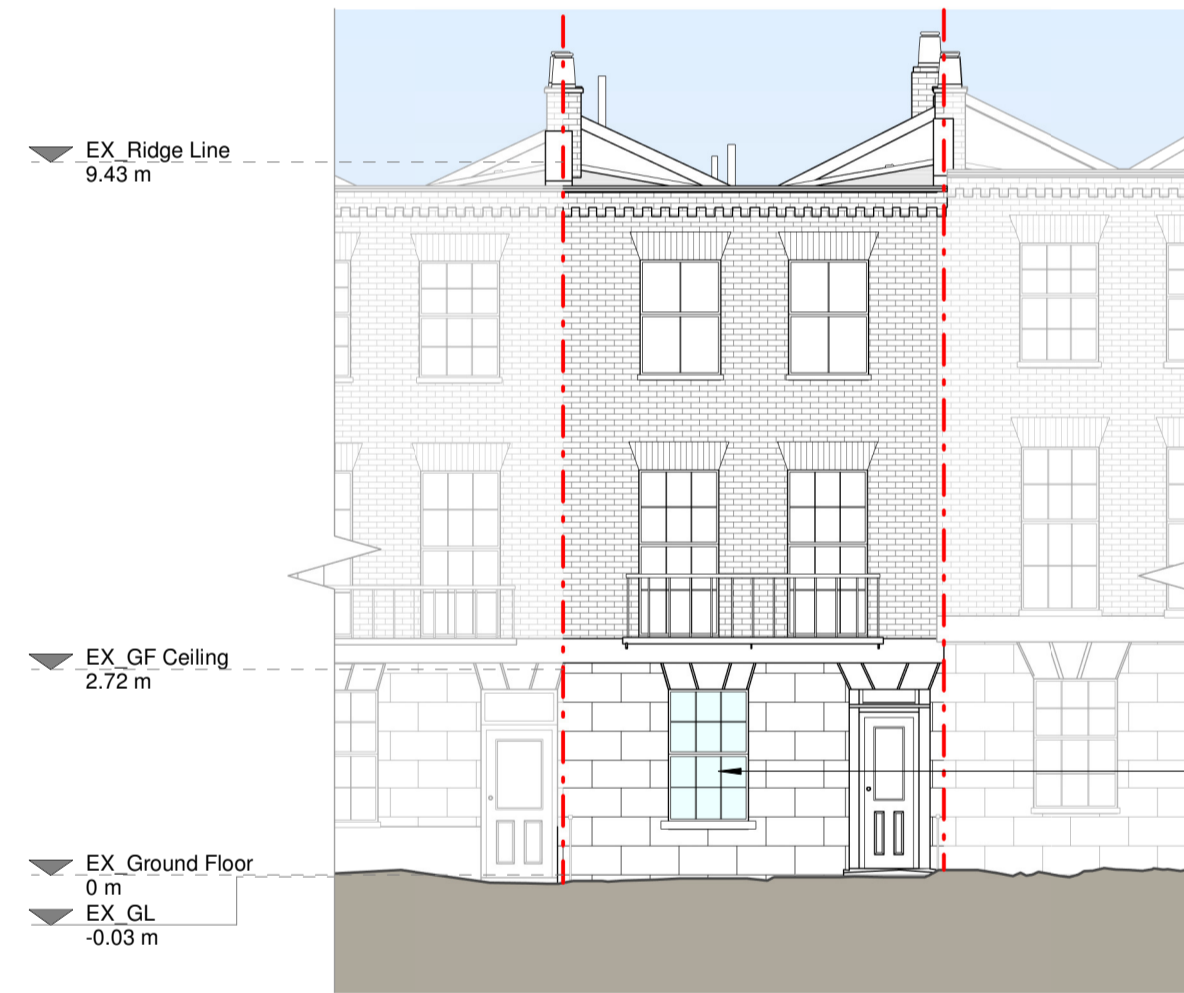 EX_Ridge Line
9.43 m
EX_GF Ceiling
2.72 m
EX_Ground Floor
0 m
EX_GL
-0.03 m